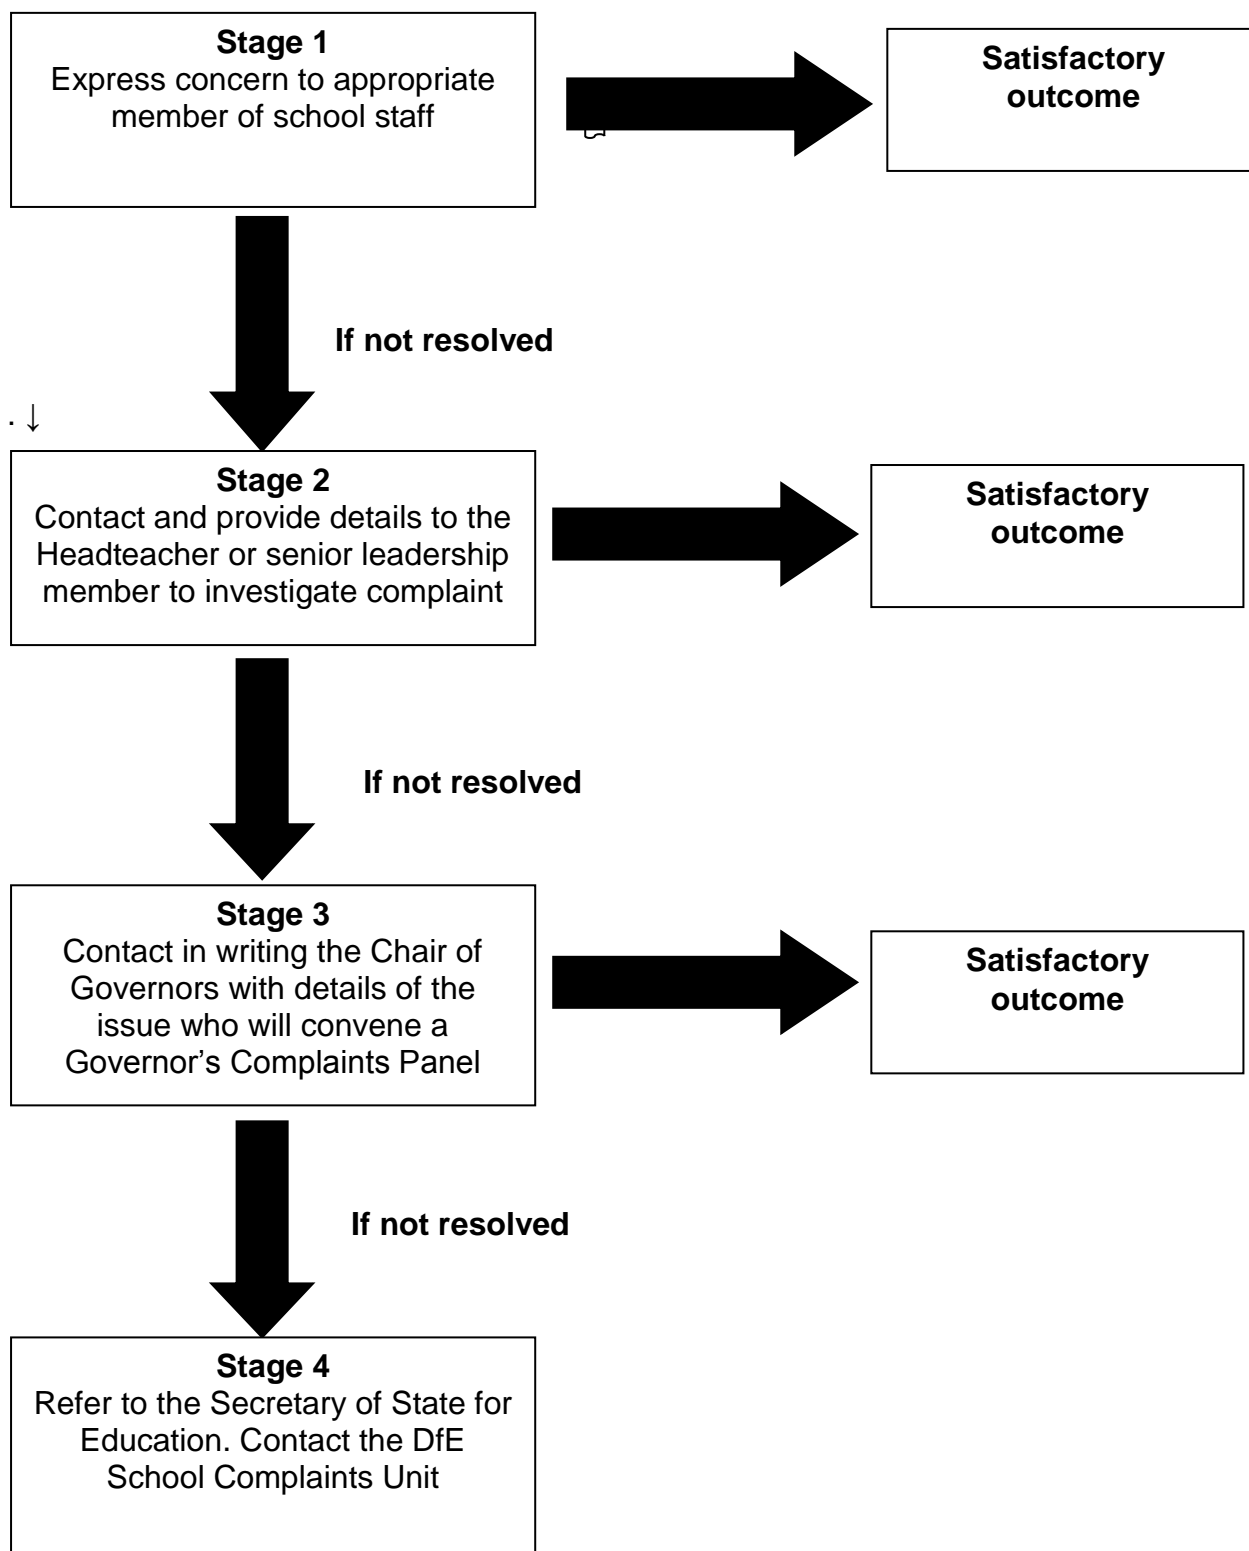 Stage 1
Express concern to appropriate
member of school staff
Satisfactory
outcome
If not resolved
. ↓
Stage 2
Contact and provide details to the
Headteacher or senior leadership
member to investigate complaint
Satisfactory
outcome
If not resolved
Stage 3
Contact in writing the Chair of
Governors with details of the
issue who will convene a
Governor’s Complaints Panel
Satisfactory
outcome
If not resolved
Stage 4
Refer to the Secretary of State for
Education. Contact the DfE
School Complaints Unit